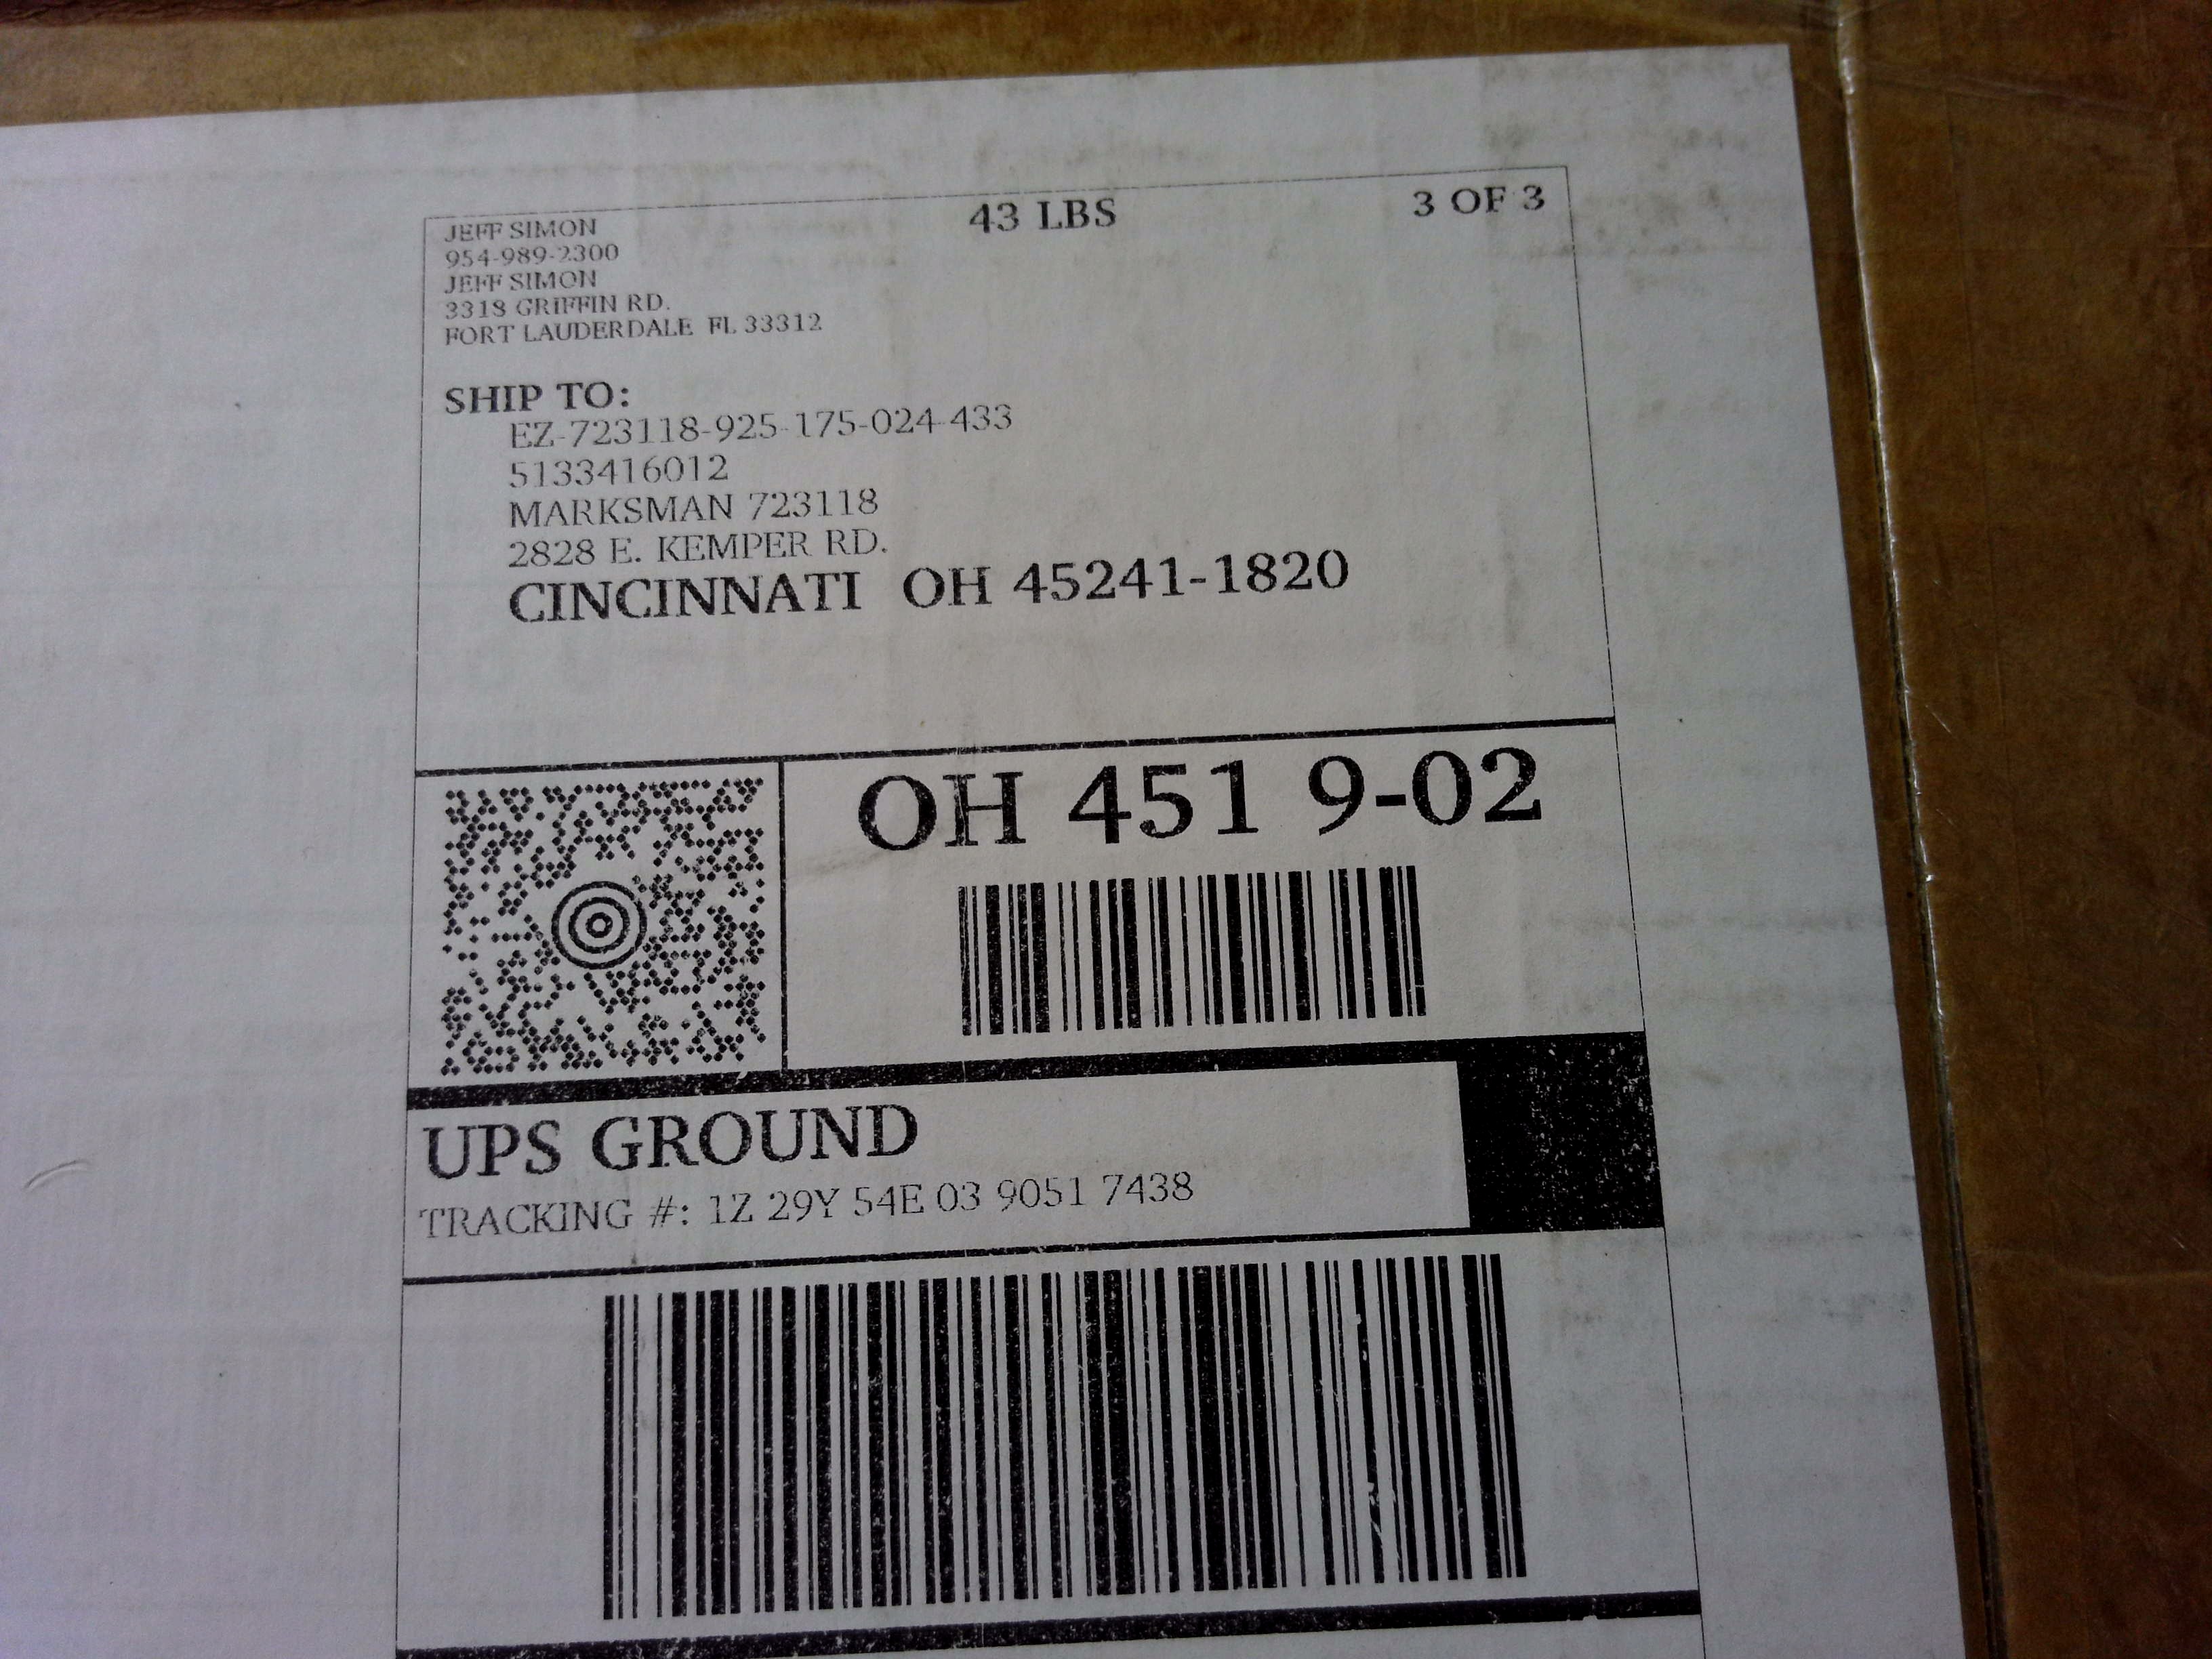 JEFF SIMON
954-989-2300
JEFF SIMON
3318 GRIFFIN RD.
FORT LAUDERDALE FL 33312
43 LBS
3 OF 3
SHIP TO:
EZ-723118-925-175-024-433
5133416012
MARKSMAN 723118
2828 E. KEMPER RD.
CINCINNATI OH 45241-1820
OH 451 9-02
UPS GROUND
TRACKING #: 1Z 29Y 54E 03 9051 7438